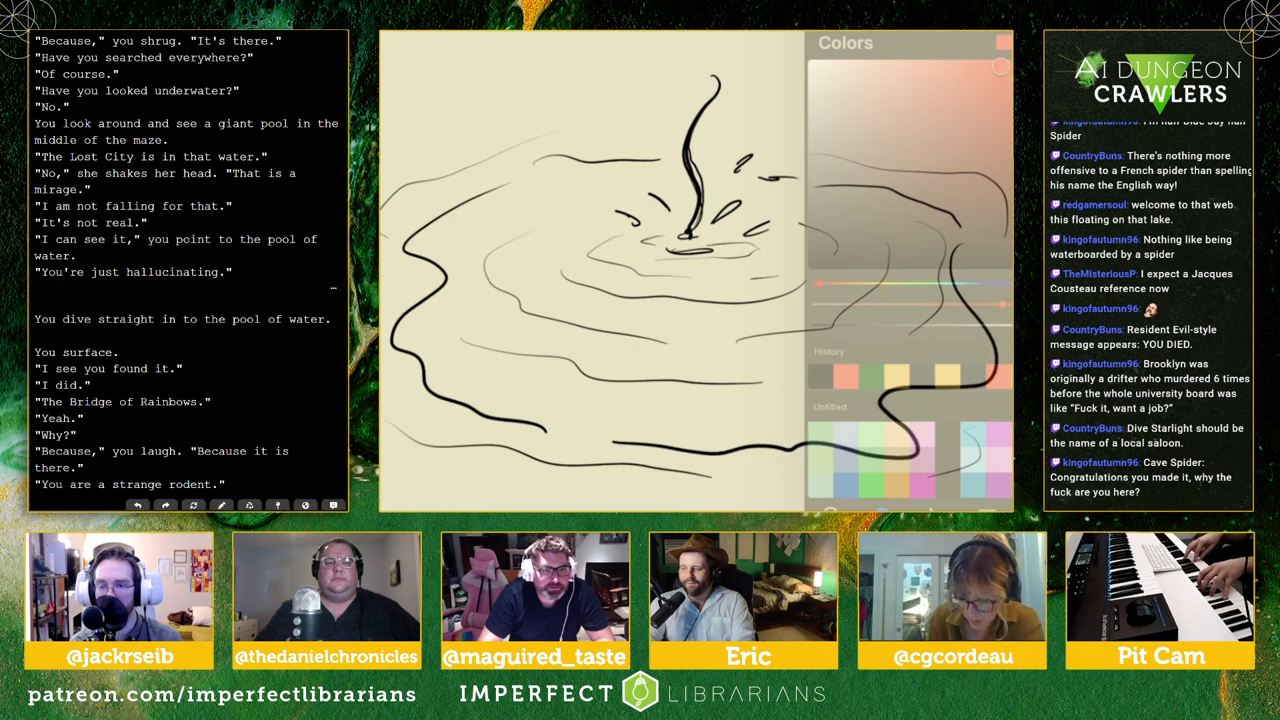 "Because," you shrug. "It's there."
"Have you searched everywhere?"
"Of course."
"Have you looked underwater?"
"No."
You look around and see a giant pool in the
middle of the maze.
"The Lost City is in that water."
"No," she shakes her head. "That is a
mirage."
"I am not falling for that."
"It's not real."
"I can see it," you point to the pool of
water.
"You're just hallucinating."
…
You dive straight in to the pool of water.
You surface.
"I see you found it."
"I did."
"The Bridge of Rainbows."
"Yeah."
"Why?"
"Because," you laugh. "Because it is
there."
"You are a strange rodent."
Colors
History
Untitled
AI DUNGEON
CRAWLERS
Spider
CountryBuns: There's nothing more
offensive to a French spider than spelling
his name the English way!
redgamersoul: welcome to that web
this floating on that lake.
kingofautumn96: Nothing like being
waterboarded by a spider
TheMisteriousP: I expect a Jacques
Cousteau reference now
kingofautumn96:
CountryBuns: Resident Evil-style
message appears: YOU DIED.
kingofautumn96: Brooklyn was
originally a drifter who murdered 6 times
before the whole university board was
like "Fuck it, want a job?"
CountryBuns: Dive Starlight should be
the name of a local saloon.
kingofautumn96: Cave Spider:
Congratulations you made it, why the
fuck are you here?
@jackrseib
@thedanielchronicles
@maguired_taste
Eric
@cgcordeau
Pit Cam
patreon.com/imperfectlibrarians
IMPERFECT LIBRARIANS